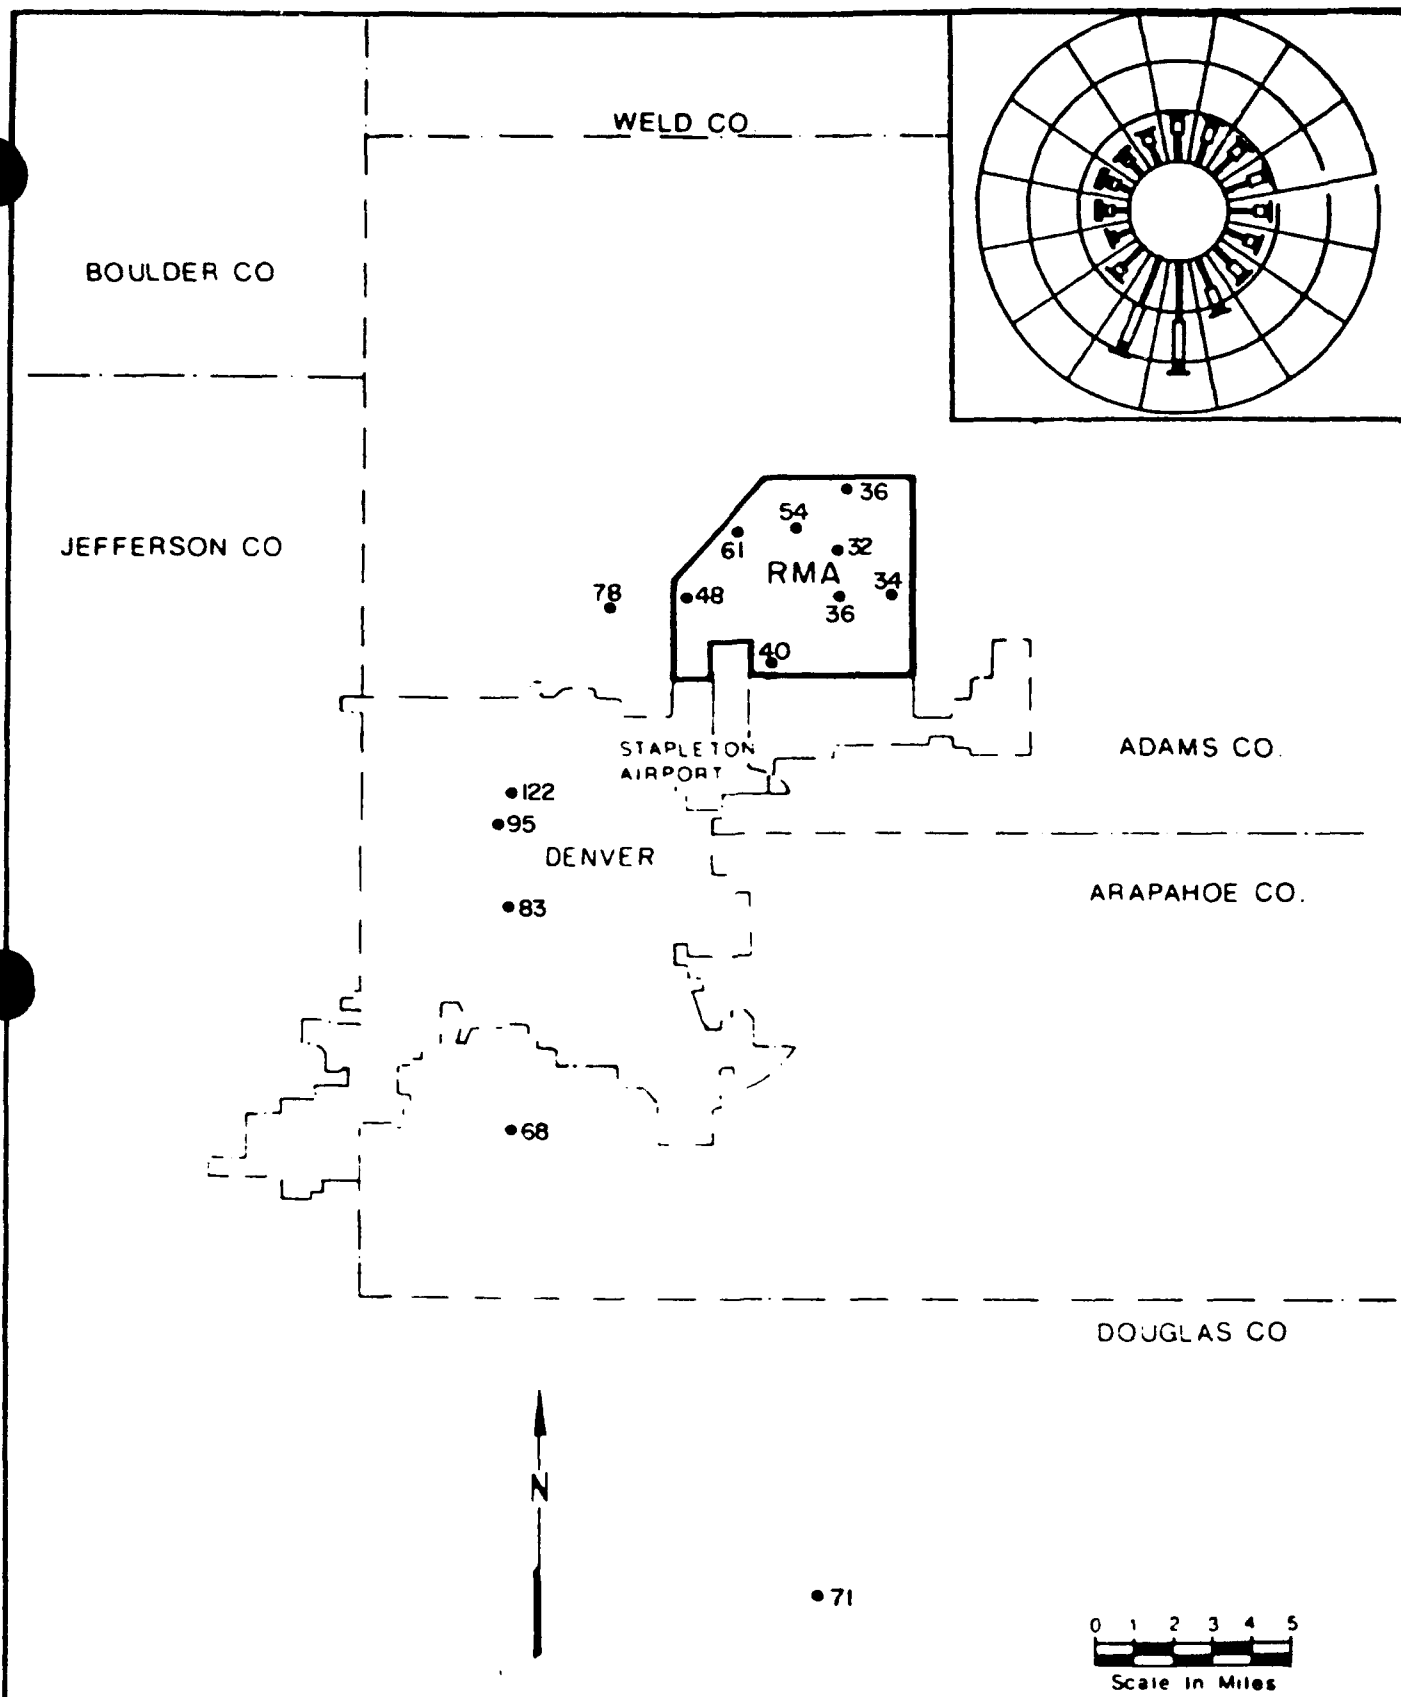 WELD CO
BOULDER CO
JEFFERSON CO
36
54
61
32
RMA
34
78
48
36
40
STAPLETON
AIRPORT
ADAMS CO.
122
95
DENVER
ARAPAHOE CO.
83
68
DOUGLAS CO
N
71
0 1 2 3 4 5
Scale In Miles